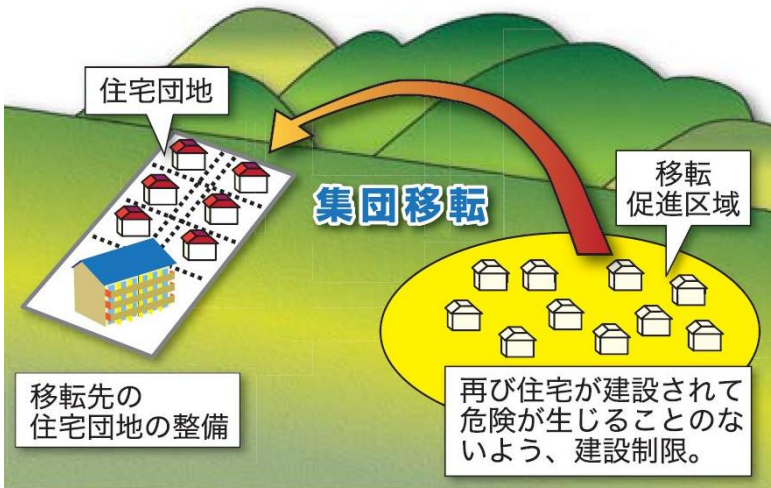 住宅団地
集団移転
移転
促進区域
移転先の
住宅団地の整備
再び住宅が建設されて
危険が生じることのな
いよう、建設制限。